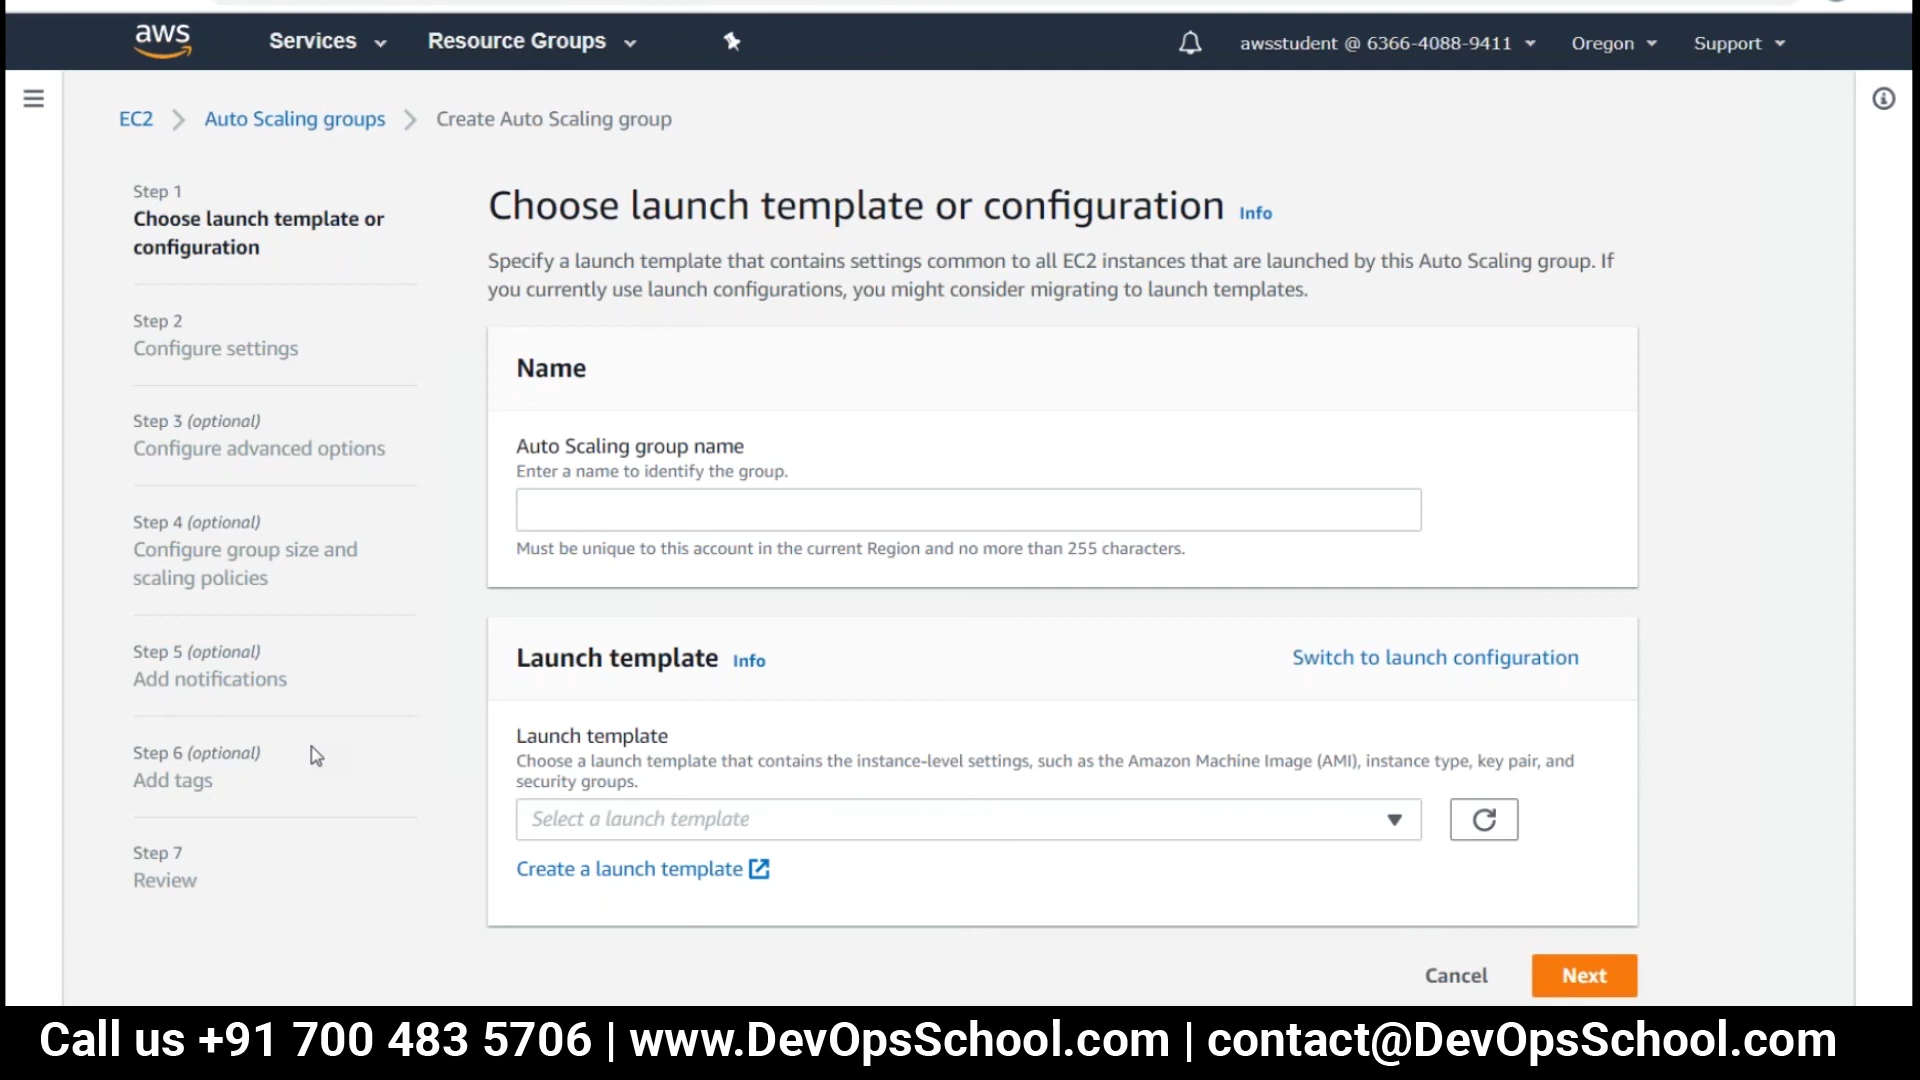 aws
Services
Resource Groups
awsstudent @ 6366-4088-9411
Oregon
Support
EC2
Auto Scaling groups
Create Auto Scaling group
Step 1
Choose launch template or
configuration
Step 2
Configure settings
Step 3 (optional)
Configure advanced options
Step 4 (optional)
Configure group size and
scaling policies
Step 5 (optional)
Add notifications
Step 6 (optional)
Add tags
Step 7
Review
Choose launch template or configuration Info
Specify a launch template that contains settings common to all EC2 instances that are launched by this Auto Scaling group. If
you currently use launch configurations, you might consider migrating to launch templates.
Name
Auto Scaling group name
Enter a name to identify the group.
Must be unique to this account in the current Region and no more than 255 characters.
Launch template Info
Switch to launch configuration
Launch template
Choose a launch template that contains the instance-level settings, such as the Amazon Machine Image (AMI), instance type, key pair, and
security groups.
Select a launch template
Create a launch template
Cancel
Next
Call us +91 700 483 5706 | www.DevOpsSchool.com | contact@DevOpsSchool.com